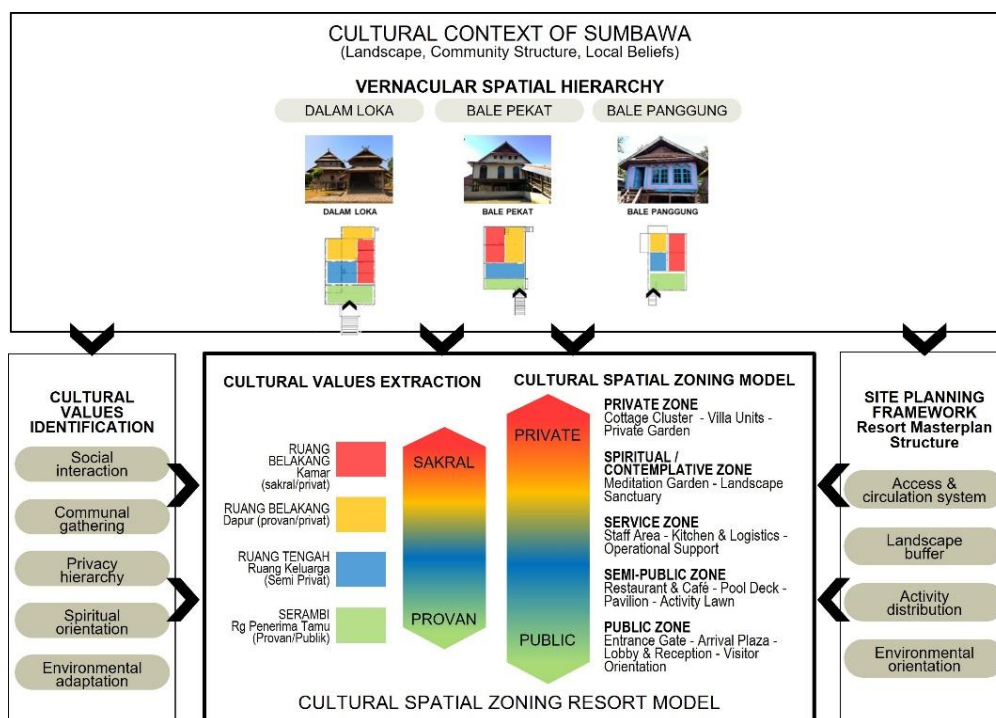 CULTURAL CONTEXT OF SUMBAWA
(Landscape, Community Structure, Local Beliefs)
VERNACULAR SPATIAL HIERARCHY
DALAM LOKA
BALE PEKAT
BALE PANGGUNG
DALAM LOKA
BALE PEKAT
BALE PANGGUNG
CULTURAL
VALUES
IDENTIFICATION
Social
interaction
Communal
gathering
Privacy
hierarchy
Spiritual
orientation
Environmental
adaptation
CULTURAL VALUES EXTRACTION
RUANG
BELAKANG
Kamar
(sakral/privat)
RUANG BELAKANG
Dapur (provan/privat)
RUANG TENGAH
Ruang Keluarga
(Semi Privat)
SERAMBI
Rg Penerima Tamu
(Provan/Publik)
SAKRAL
PROVAN
CULTURAL SPATIAL ZONING MODEL
PRIVATE
PUBLIC
PRIVATE ZONE
Cottage Cluster - Villa Units -
Private Garden
SPIRITUAL /
CONTEMPLATIVE ZONE
Meditation Garden - Landscape
Sanctuary
SERVICE ZONE
Staff Area - Kitchen & Logistics -
Operational Support
SEMI-PUBLIC ZONE
Restaurant & Café - Pool Deck -
Pavilion - Activity Lawn
PUBLIC ZONE
Entrance Gate - Arrival Plaza -
Lobby & Reception - Visitor
Orientation
CULTURAL SPATIAL ZONING RESORT MODEL
SITE PLANNING
FRAMEWORK
Resort Masterplan
Structure
Access &
circulation system
Landscape
buffer
Activity
distribution
Environmental
orientation